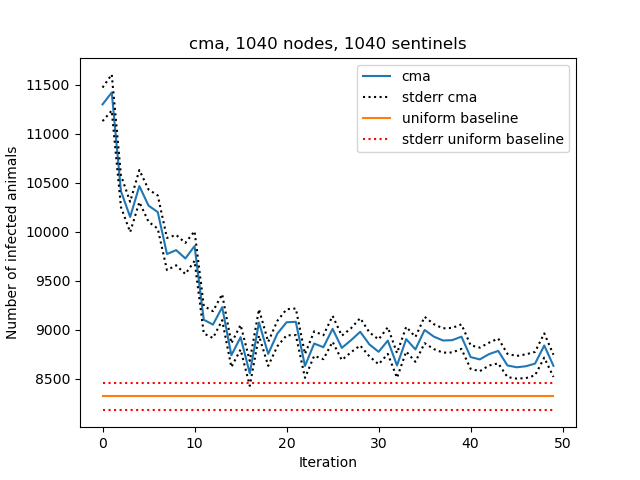 cma, 1040 nodes, 1040 sentinels
cma
stderr cma
uniform baseline
stderr uniform baseline
Number of infected animals
11500
11000
10500
10000
9500
9000
8500
0 10 20 30 40 50
Iteration